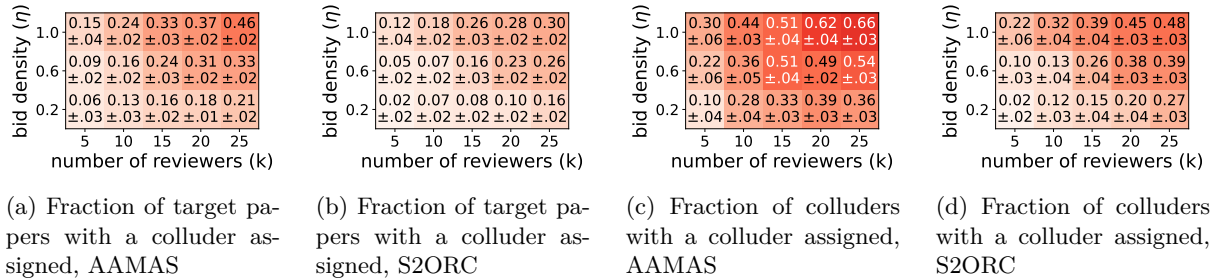 bid density (η)
1.0
0.6
0.2
0.15 0.24 0.33 0.37 0.46
±.04 ±.02 ±.03 ±.02 ±.02
0.09 0.16 0.24 0.31 0.33
±.02 ±.02 ±.02 ±.02 ±.02
0.06 0.13 0.16 0.18 0.21
±.03 ±.03 ±.02 ±.01 ±.02
5 10 15 20 25
number of reviewers (k)
(a) Fraction of target pa-
pers with a colluder as-
signed, AAMAS
bid density (η)
1.0
0.6
0.2
0.12 0.18 0.26 0.28 0.30
±.04 ±.02 ±.02 ±.02 ±.02
0.05 0.07 0.16 0.23 0.26
±.02 ±.02 ±.03 ±.02 ±.02
0.02 0.07 0.08 0.10 0.16
±.02 ±.02 ±.02 ±.02 ±.02
5 10 15 20 25
number of reviewers (k)
(b) Fraction of target pa-
pers with a colluder as-
signed, S2ORC
bid density (η)
1.0
0.6
0.2
0.30 0.44 0.51 0.62 0.66
±.06 ±.03 ±.04 ±.04 ±.03
0.22 0.36 0.51 0.49 0.54
±.06 ±.05 ±.04 ±.02 ±.03
0.10 0.28 0.33 0.39 0.36
±.04 ±.04 ±.03 ±.03 ±.04
5 10 15 20 25
number of reviewers (k)
(c) Fraction of colluders
with a colluder assigned,
AAMAS
bid density (η)
1.0
0.6
0.2
0.22 0.32 0.39 0.45 0.48
±.06 ±.04 ±.04 ±.03 ±.03
0.10 0.13 0.26 0.38 0.39
±.03 ±.03 ±.04 ±.03 ±.03
0.02 0.12 0.15 0.20 0.27
±.02 ±.03 ±.04 ±.04 ±.03
5 10 15 20 25
number of reviewers (k)
(d) Fraction of colluders
with a colluder assigned,
S2ORC